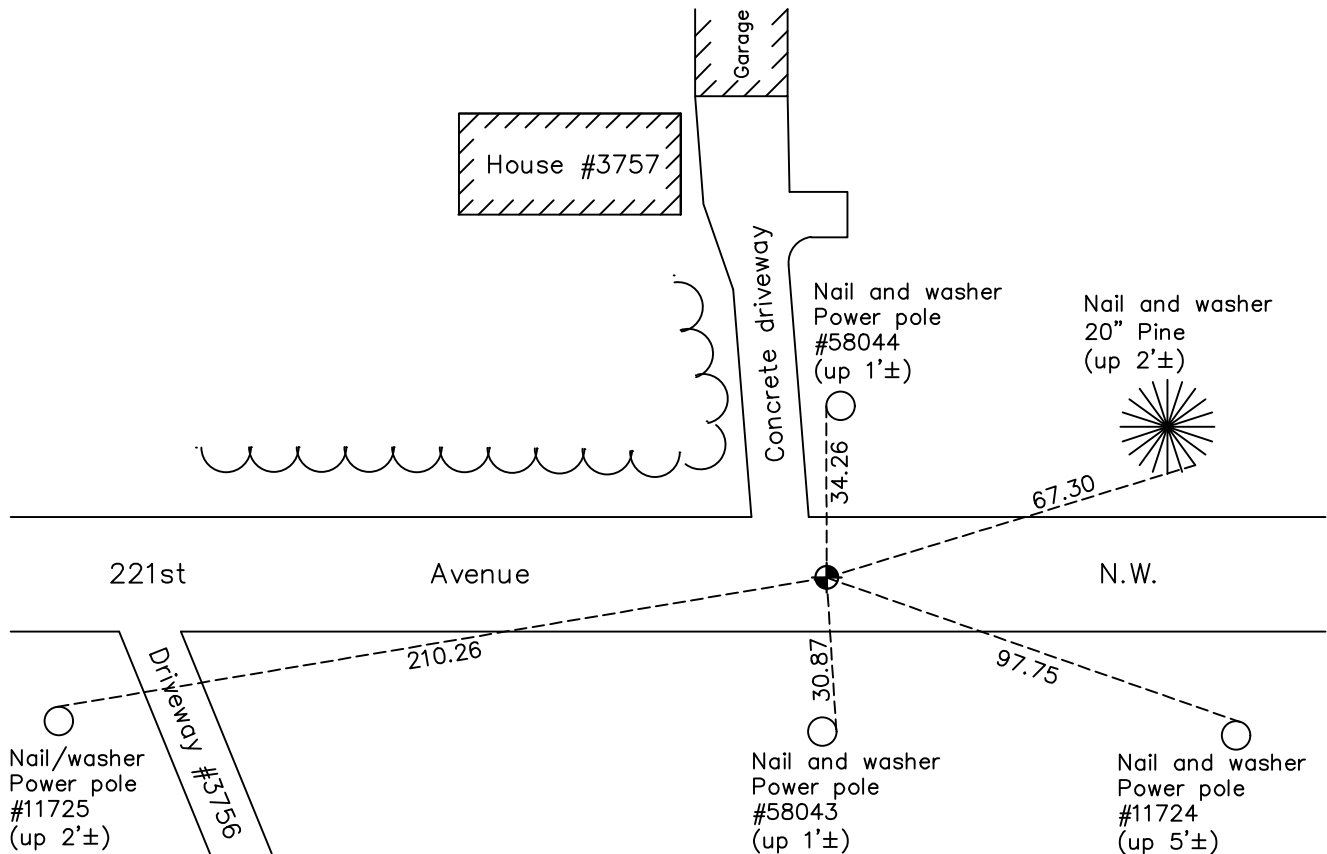 Garage
House #3757
Concrete driveway
Nail and washer
Power pole
#58044
(up 1'±)
Nail and washer
20" Pine
(up 2'±)
34.26
67.30
221st Avenue N.W.
210.26
30.87
97.75
Driveway #3756
Nail/washer
Power pole
#11725
(up 2'±)
Nail and washer
Power pole
#58043
(up 1'±)
Nail and washer
Power pole
#11724
(up 5'±)